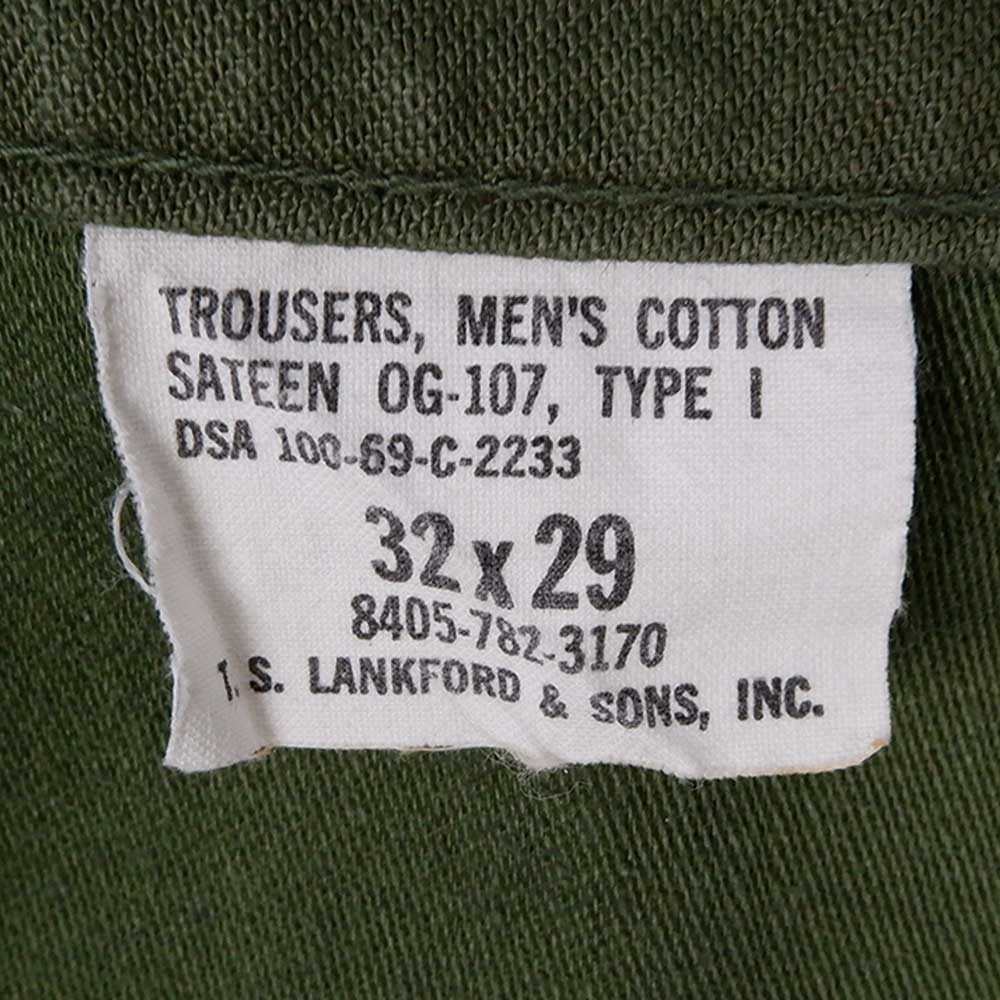 TROUSERS, MEN'S COTTON
SATEEN OG-107, TYPE I
DSA 100-69-C-2233
32 x 29
8405-782-3170
I. S. LANKFORD & SONS, INC.